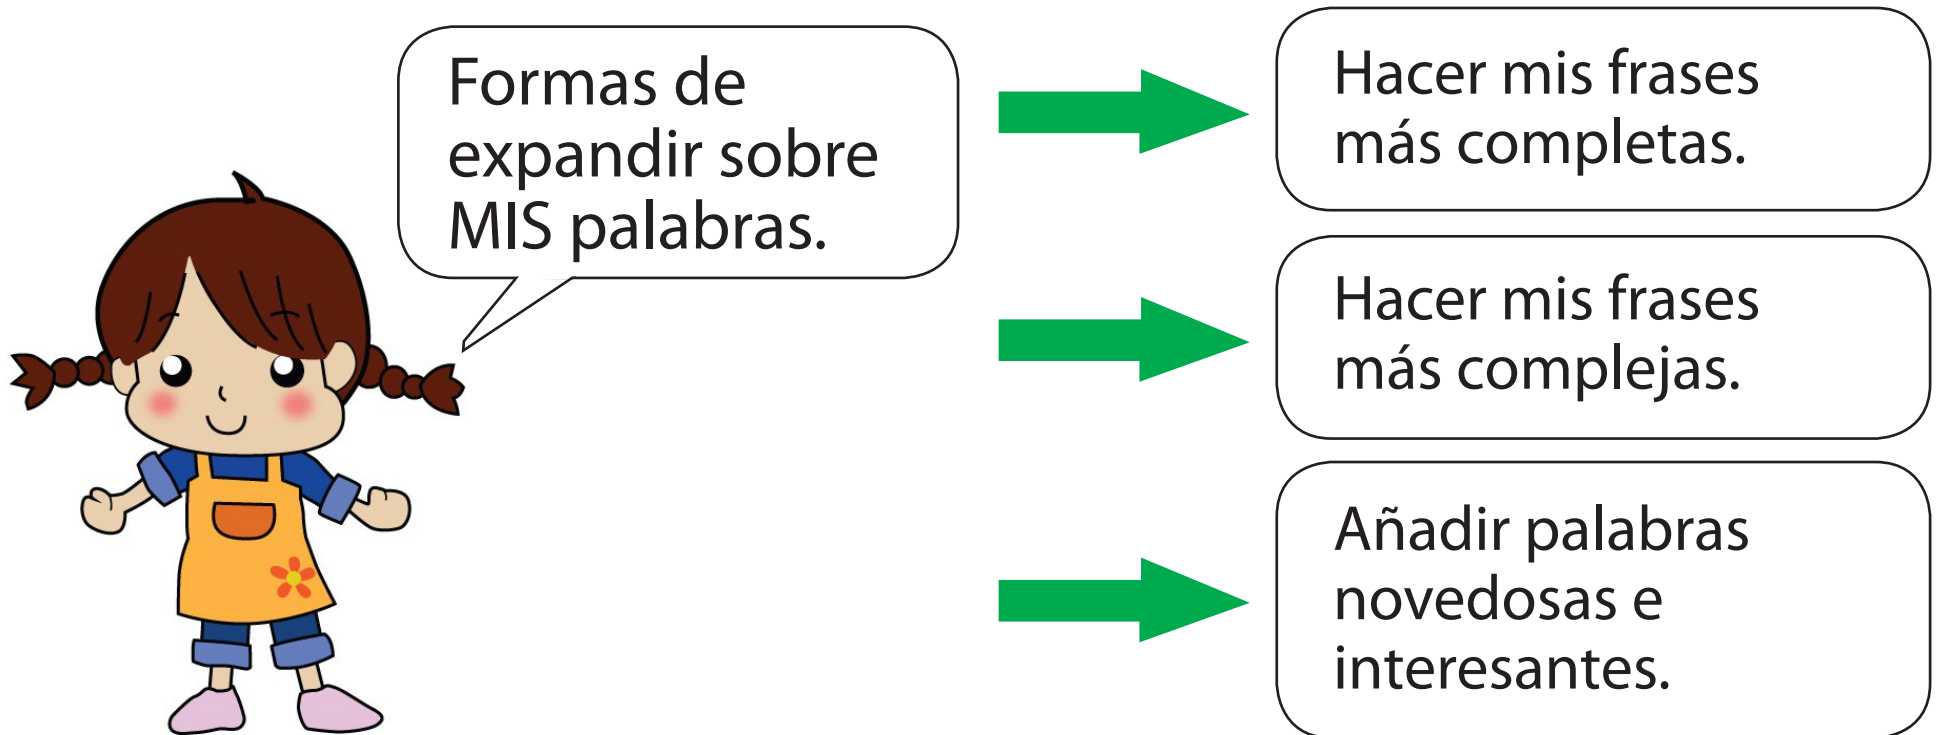 Formas de
expandir sobre
MIS palabras.
Hacer mis frases
más completas.
Hacer mis frases
más complejas.
Añadir palabras
novedosas e
interesantes.